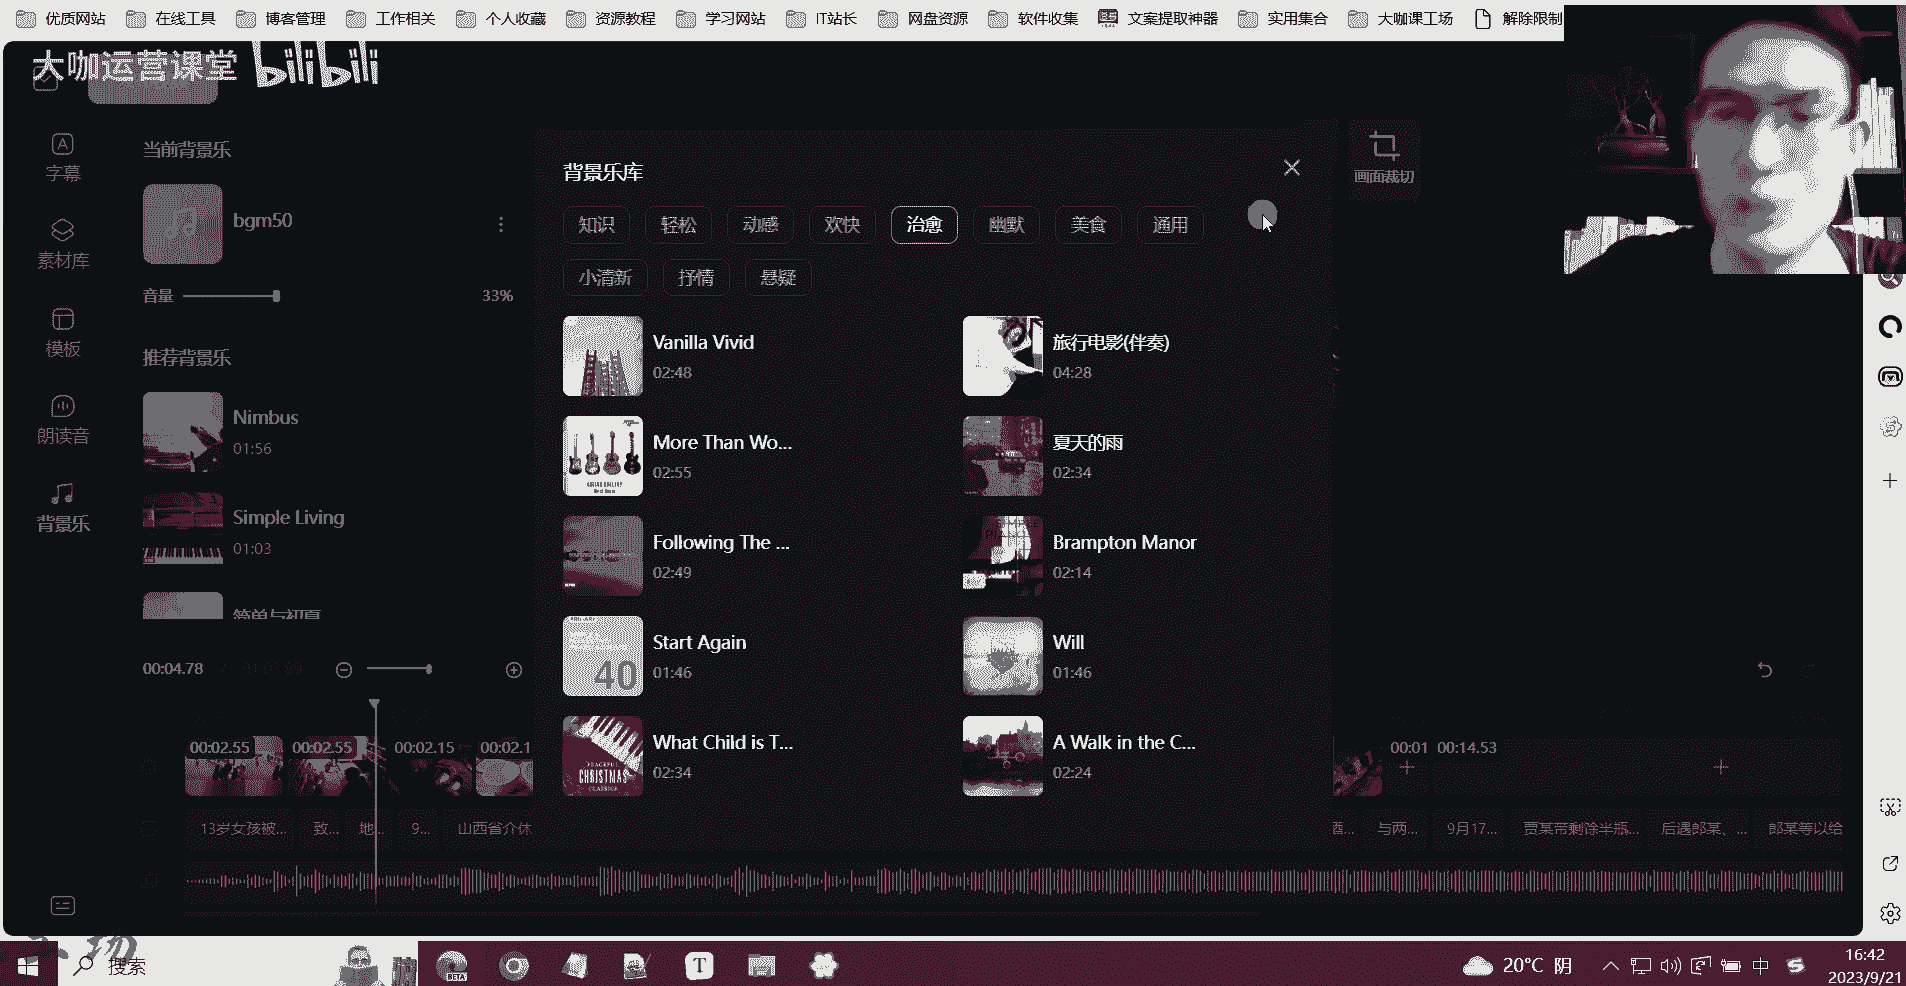 优质网站 在线工具 博客管理 工作相关 个人收藏 资源教程 学习网站 IT站长 网盘资源 软件收集 文案提取神器 实用集合 大咖课工场 解除限制
大咖运营课堂 bilibili
字幕
素材库
模板
朗读音
背景乐
当前背景乐
bgm50
音量 33%
推荐背景乐
Nimbus
01:56
Simple Living
01:03
简单与初夏
背景乐库
知识 轻松 动感 欢快 治愈 幽默 美食 通用
小清新 抒情 悬疑
Vanilla Vivid
02:48
旅行电影(伴奏)
04:28
More Than Wo...
02:55
夏天的雨
02:34
Following The ...
02:49
Brampton Manor
02:14
Start Again
01:46
Will
01:46
What Child is T...
02:34
A Walk in the C...
02:24
画面裁切
00:04.78 / 01:03.89
00:02.55 00:02.55 00:02.15 00:02.1 00:01 00:14.53
13岁女孩被... 致... 地... 9... 山西省介休 酒... 与两... 9月17... 贾某带剩余半瓶... 后遇郎某、... 郎某等以给
40
CHRISTMAS
搜索
BETA
T
20°C 阴
中
16:42
2023/9/21